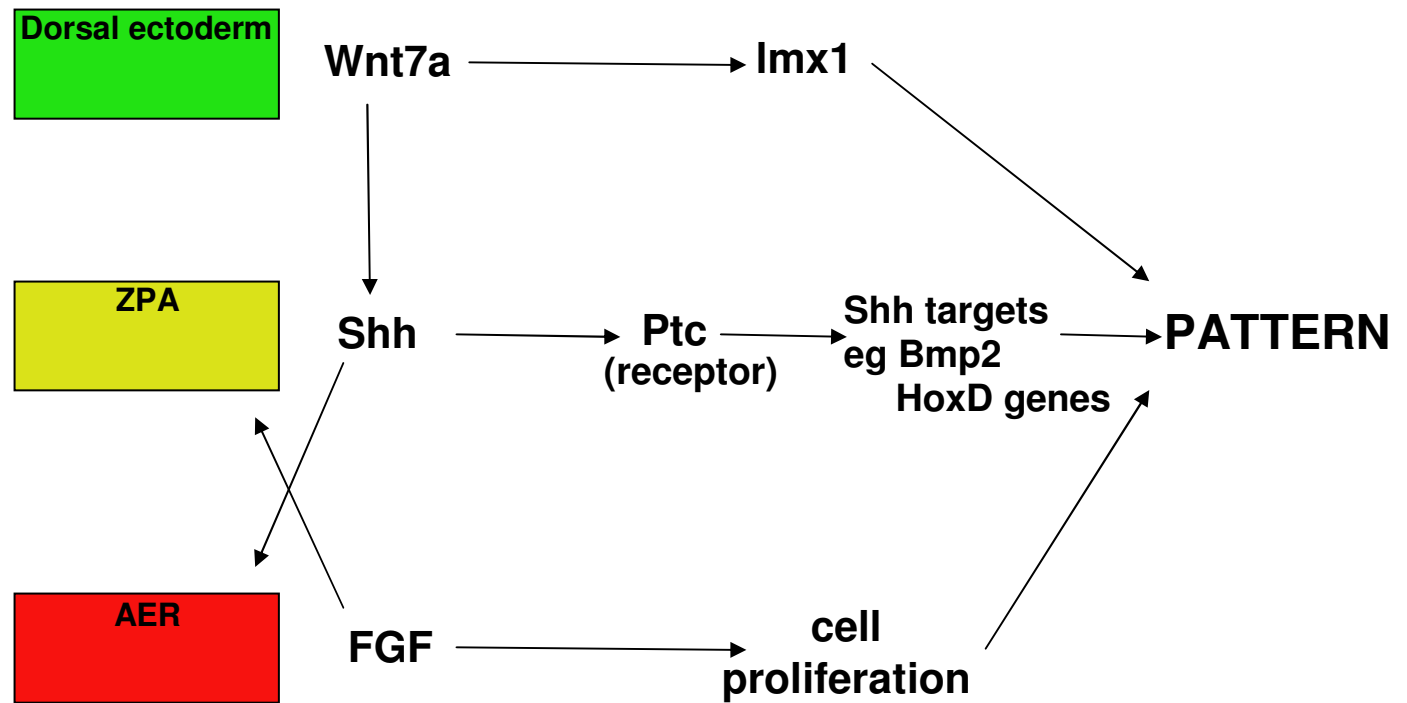 Dorsal ectoderm
Wnt7a
lmx1
ZPA
Shh
Ptc
(receptor)
Shh targets
eg Bmp2
HoxD genes
PATTERN
AER
FGF
cell
proliferation